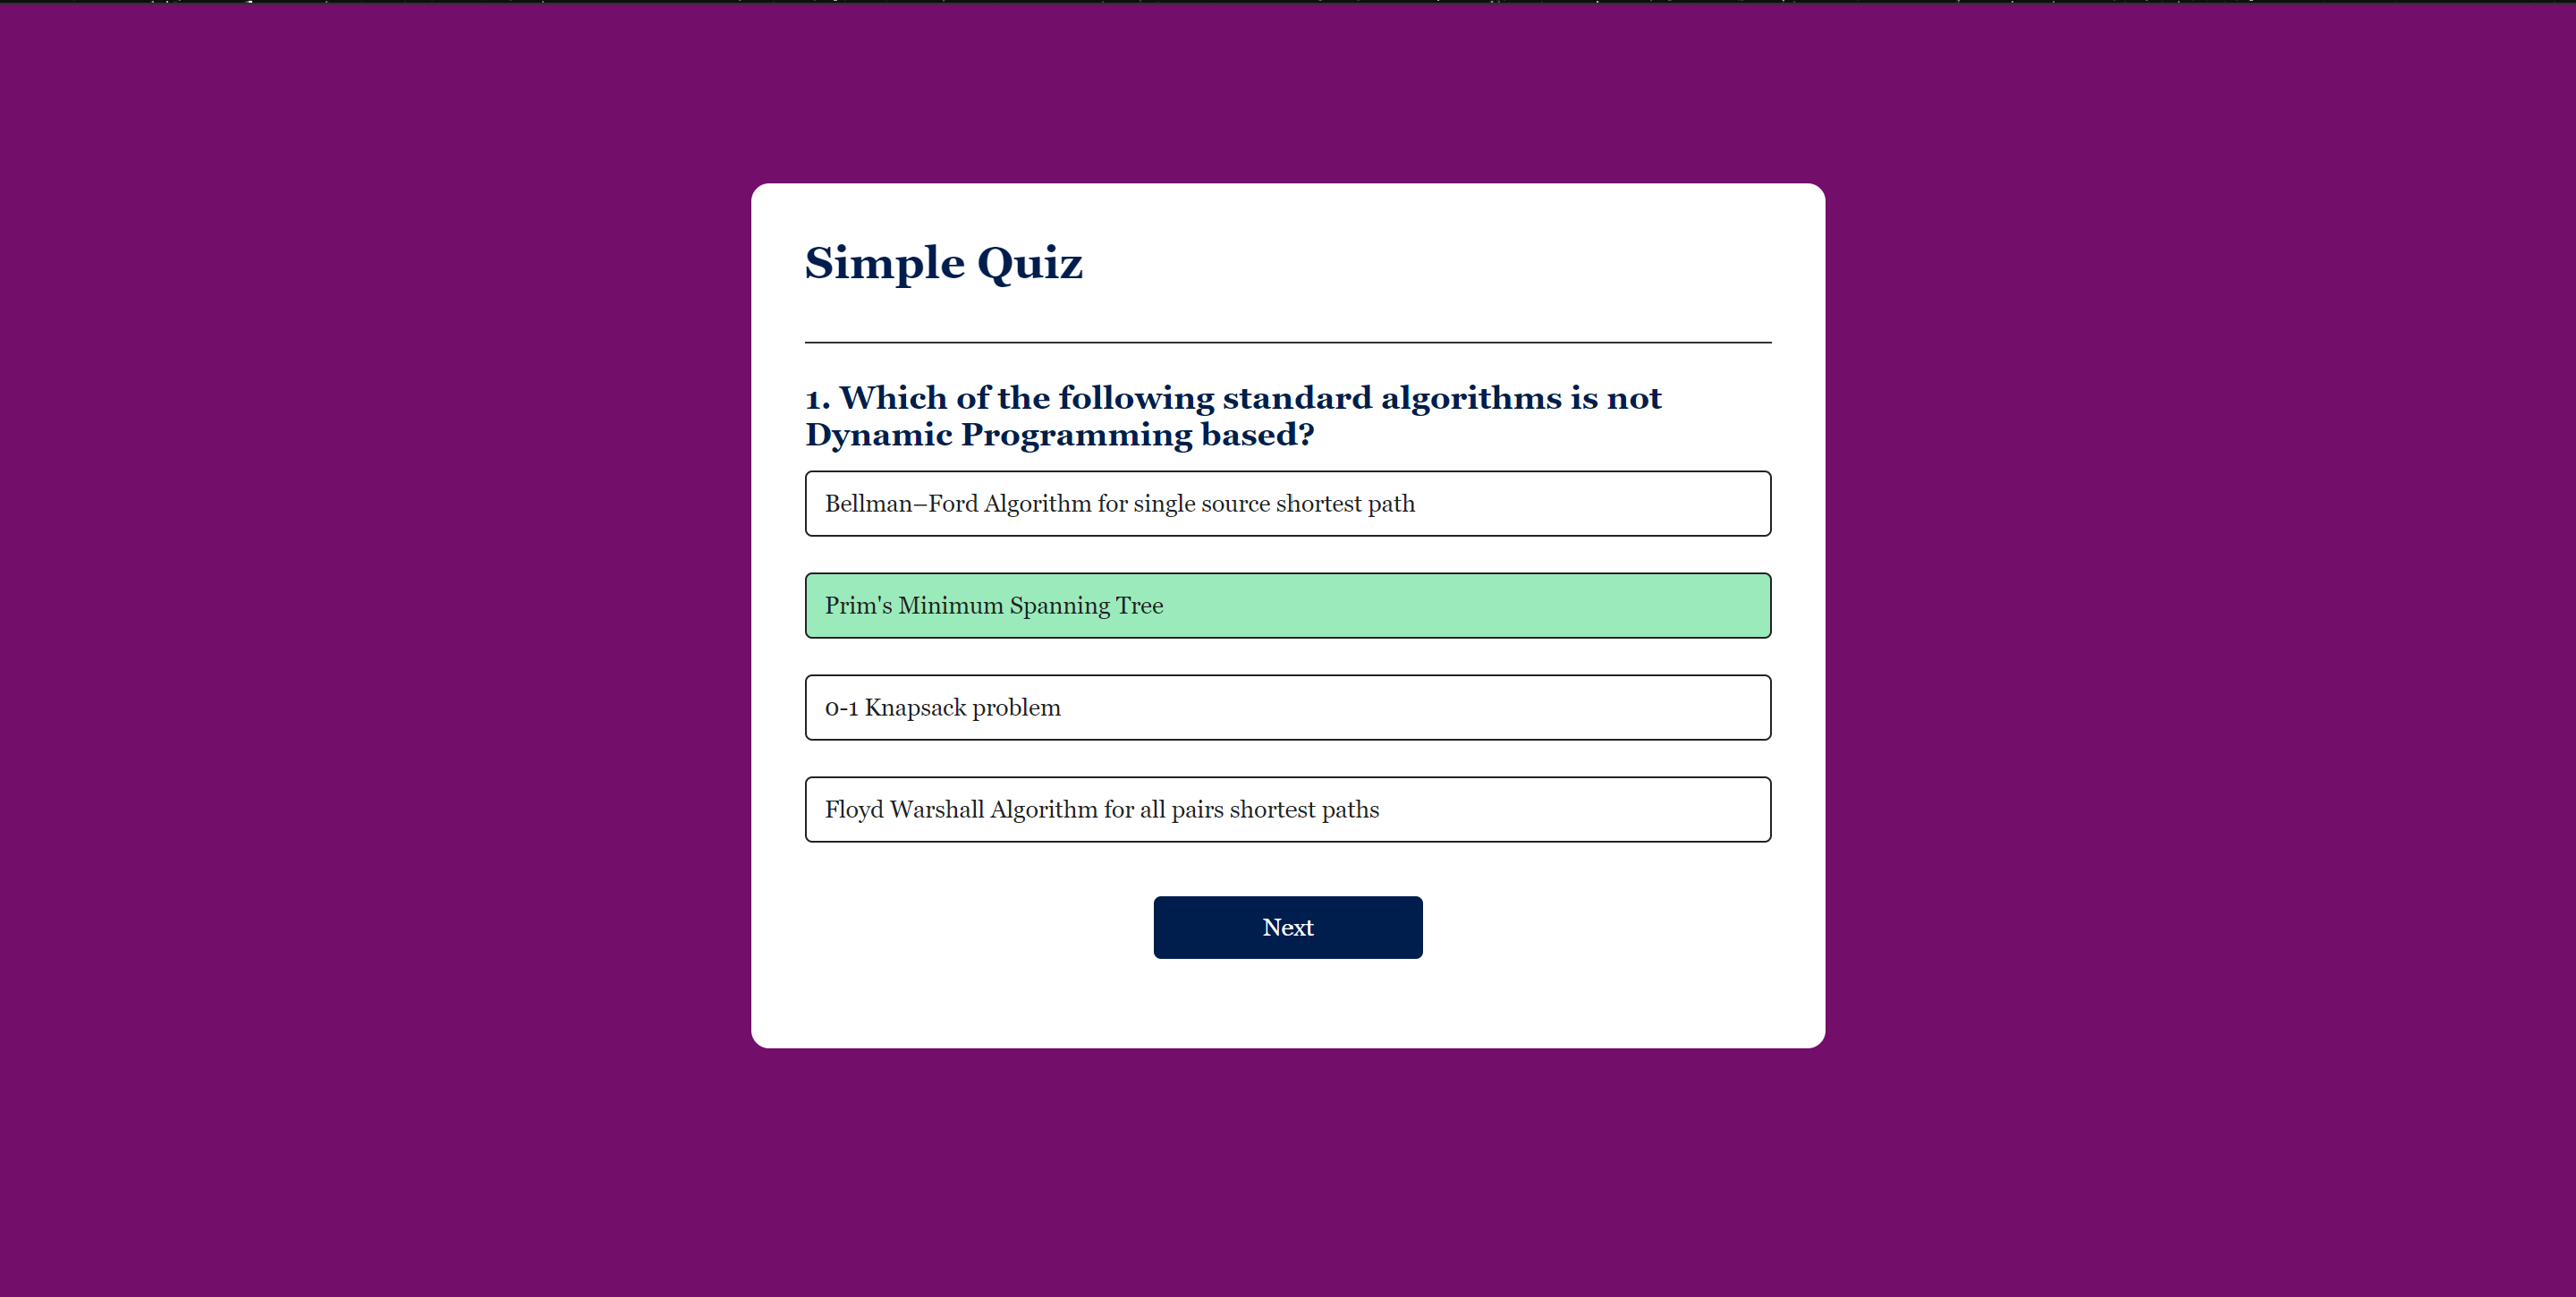 Simple Quiz
1. Which of the following standard algorithms is not
Dynamic Programming based?
Bellman–Ford Algorithm for single source shortest path
Prim's Minimum Spanning Tree
0-1 Knapsack problem
Floyd Warshall Algorithm for all pairs shortest paths
Next